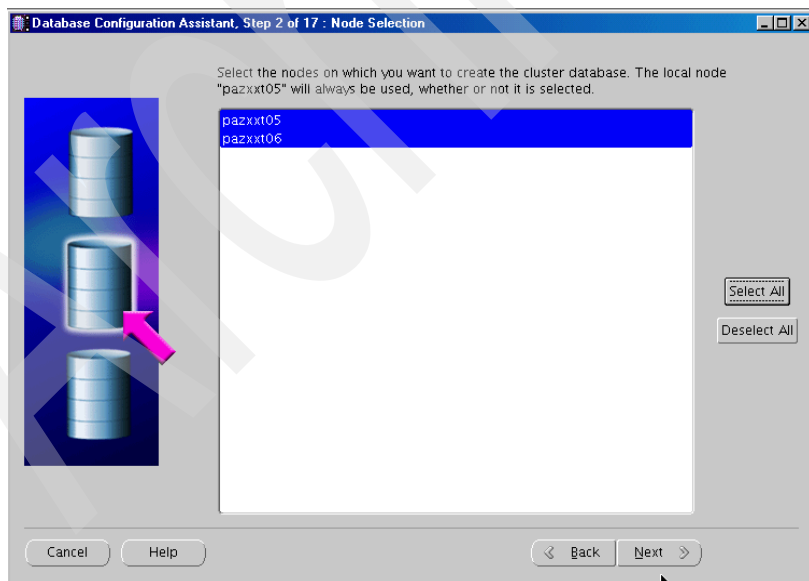 Database Configuration Assistant, Step 2 of 17 : Node Selection
Select the nodes on which you want to create the cluster database. The local node
"pazxxt05" will always be used, whether or not it is selected.
pazxxt05
pazxxt06
Select All
Deselect All
Cancel
Help
Back
Next